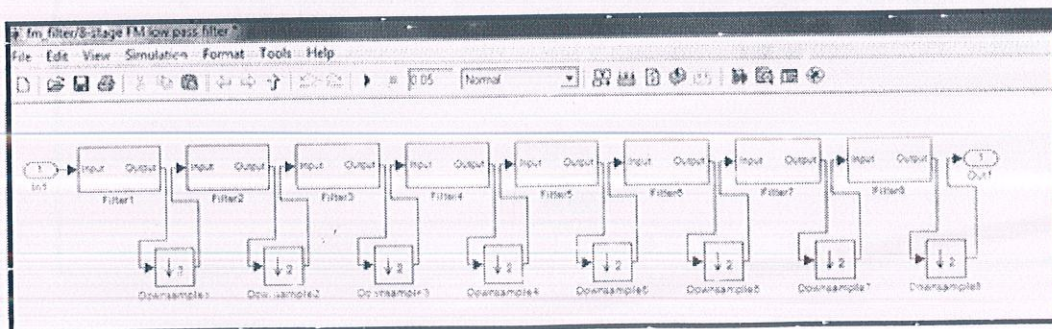 fm_filter/8-stage FM low pass filter *
File Edit View Simulation Format Tools Help
0.05 Normal
1 Input Output Input Output Input Output Input Output Input Output Input Output Input Output Input Output 1
In1 Filter1 Filter2 Filter3 Filter4 Filter5 Filter6 Filter7 Out1
2 2 2 2 2 2 2
Downsample2 Downsample3 Downsample4 Downsample5 Downsample6 Downsample7 Downsample8